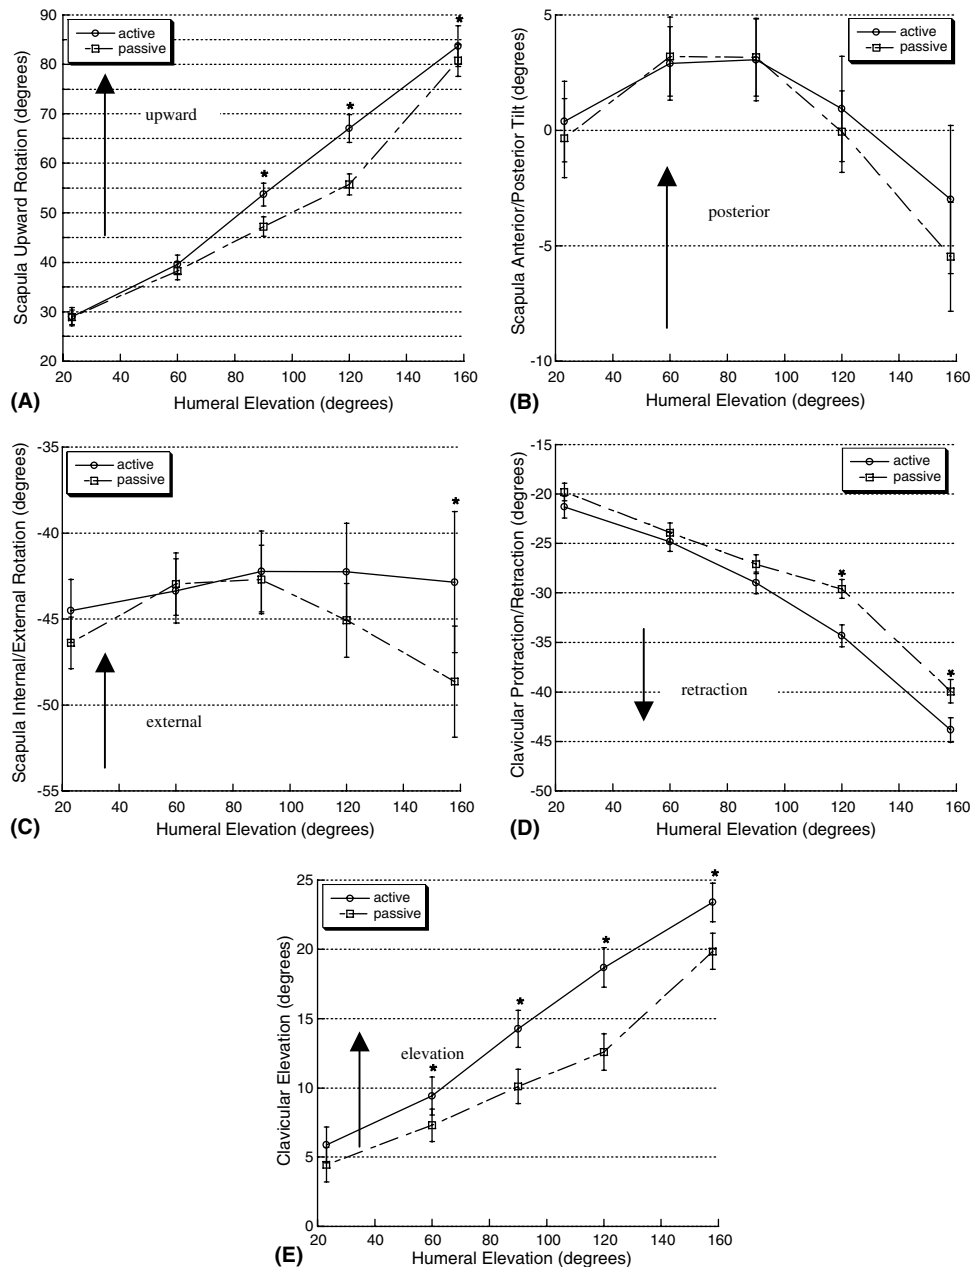 active
passive
upward
*
*
*
Scapula Upward Rotation (degrees)
90
80
70
60
50
40
30
20
20 40 60 80 100 120 140 160
Humeral Elevation (degrees)
(A)
active
passive
posterior
Scapula Anterior/Posterior Tilt (degrees)
5
0
-5
-10
20 40 60 80 100 120 140 160
Humeral Elevation (degrees)
(B)
active
passive
external
*
Scapula Internal/External Rotation (degrees)
-35
-40
-45
-50
-55
20 40 60 80 100 120 140 160
Humeral Elevation (degrees)
(C)
active
passive
retraction
*
*
Clavicular Protraction/Retraction (degrees)
-15
-20
-25
-30
-35
-40
-45
-50
20 40 60 80 100 120 140 160
Humeral Elevation (degrees)
(D)
active
passive
elevation
*
*
*
*
Clavicular Elevation (degrees)
25
20
15
10
5
0
20 40 60 80 100 120 140 160
Humeral Elevation (degrees)
(E)